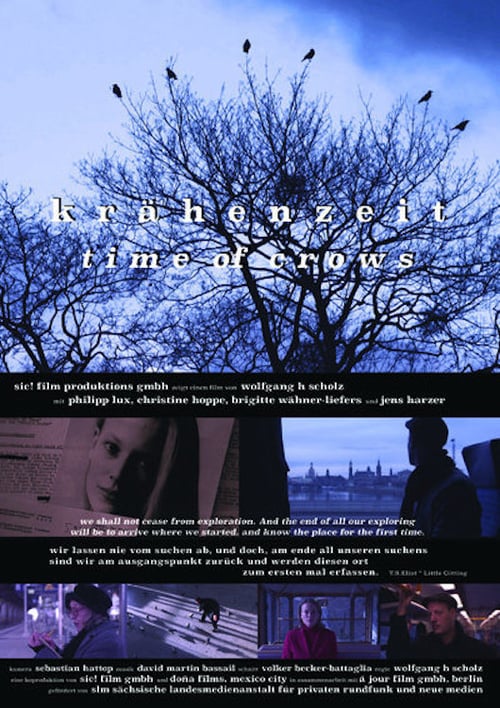 krähenzeit
time of crows
sic! film produktions gmbh zeigt einen film von wolfgang h scholz
mit philipp lux, christine hoppe, brigitte wähner-liefers und jens harzer
we shall not cease from exploration. And the end of all our exploring
will be to arrive where we started, and know the place for the first time.
wir lassen nie vom suchen ab, und doch, am ende all unseren suchens
sind wir am ausgangspunkt zurück und werden diesen ort
zum ersten mal erfassen. T.S.Eliot " Little Gitting
kamera sebastian hattop musik david martin bassail schnitt volker becker-battaglia regie wolfgang h scholz
eine koproduktion von sic! film gmbh und doña films, mexico city in zusammenarbeit mit á jour film gmbh, berlin
gefördert von slm sächsische landesmedienanstalt für privaten rundfunk und neue medien